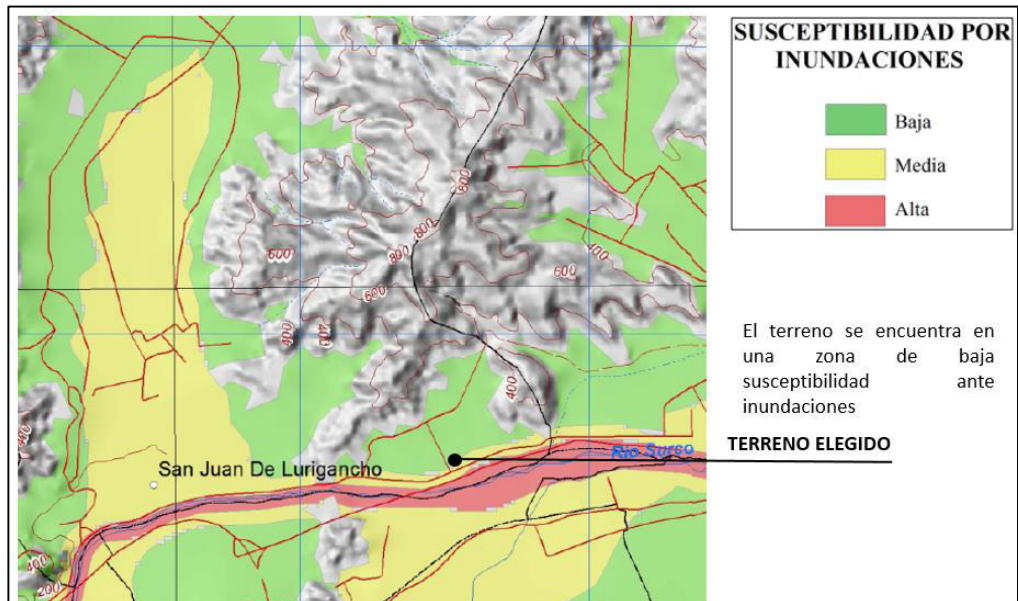 SUSCEPTIBILIDAD POR
INUNDACIONES
Baja
Media
Alta
800
800
800
600
600
600
400
400
400
400
El terreno se encuentra en
una zona de baja
susceptibilidad ante
inundaciones
TERRENO ELEGIDO
Rio Surco
San Juan De Lurigancho
400
200